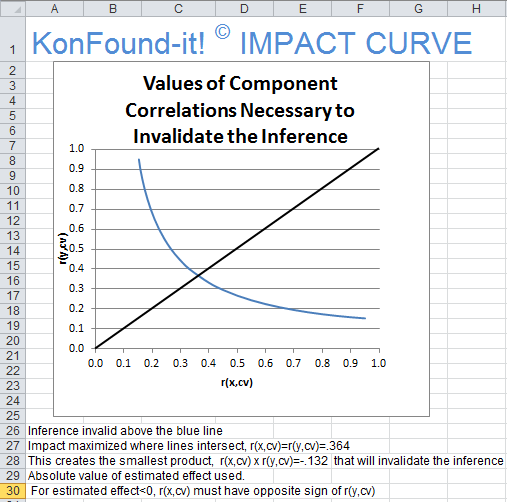 A B C D E F G H
1 KonFound-it! © IMPACT CURVE
2
3
4
5
6
7
8
9
10
11
12
13
14
15
16
17
18
19
20
21
22
23
24
25
Values of Component
Correlations Necessary to
Invalidate the Inference
1.0
0.9
0.8
0.7
0.6
0.5
0.4
0.3
0.2
0.1
0.0
r(y,cv)
0.0 0.1 0.2 0.3 0.4 0.5 0.6 0.7 0.8 0.9 1.0
r(x,cv)
26 Inference invalid above the blue line
27 Impact maximized where lines intersect, r(x,cv)=r(y,cv)=.364
28 This creates the smallest product, r(x,cv) x r(y,cv)=-.132 that will invalidate the inference
29 Absolute value of estimated effect used.
30 For estimated effect<0, r(x,cv) must have opposite sign of r(y,cv)